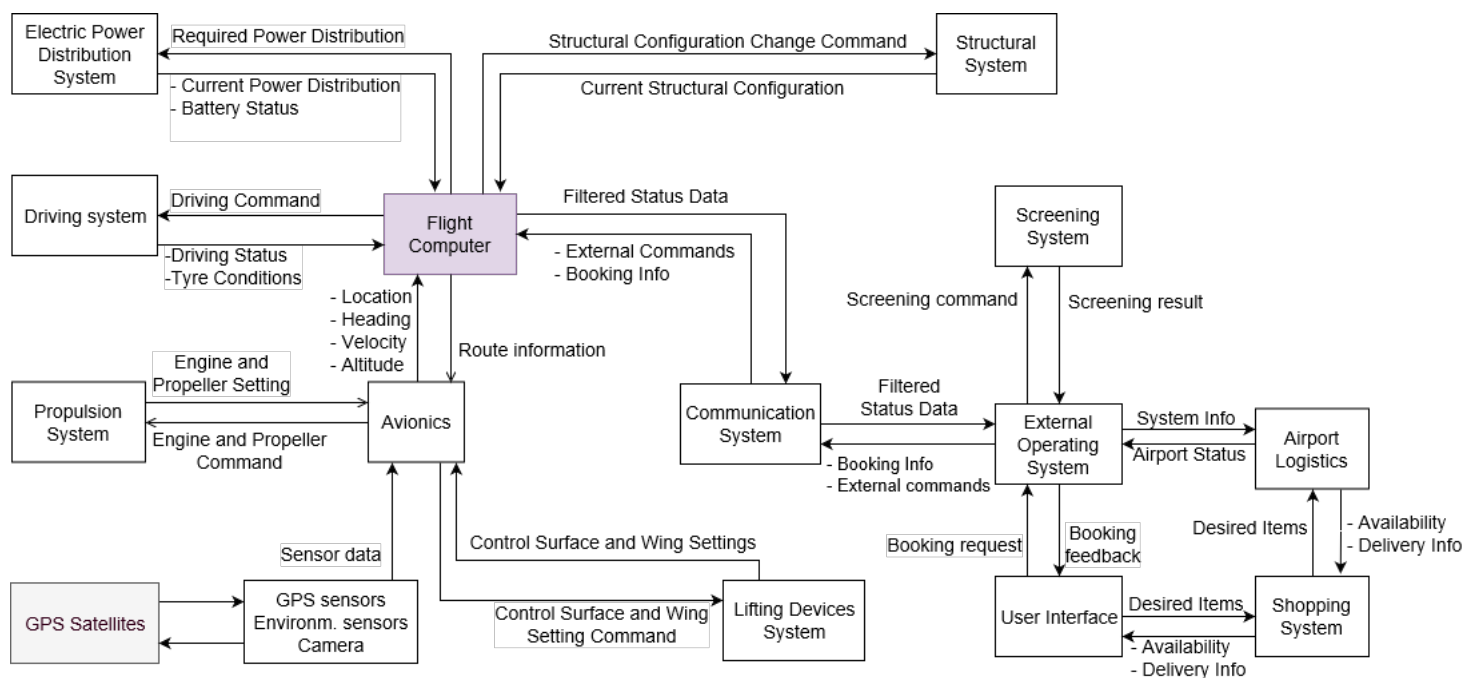 Electric Power
Distribution
System
Required Power Distribution
- Current Power Distribution
- Battery Status
Structural Configuration Change Command
Current Structural Configuration
Structural
System
Driving system
Driving Command
-Driving Status
-Tyre Conditions
Flight
Computer
Filtered Status Data
- External Commands
- Booking Info
Screening
System
Screening command
Screening result
- Location
- Heading
- Velocity
- Altitude
Route information
Engine and
Propeller Setting
Propulsion
System
Engine and Propeller
Command
Avionics
Communication
System
Filtered
Status Data
- Booking Info
- External commands
External
Operating
System
System Info
Airport Status
Airport
Logistics
Sensor data
Control Surface and Wing Settings
Booking request
Booking
feedback
Desired Items
- Availability
- Delivery Info
GPS Satellites
GPS sensors
Environm. sensors
Camera
Control Surface and Wing
Setting Command
Lifting Devices
System
User Interface
Desired Items
- Availability
- Delivery Info
Shopping
System